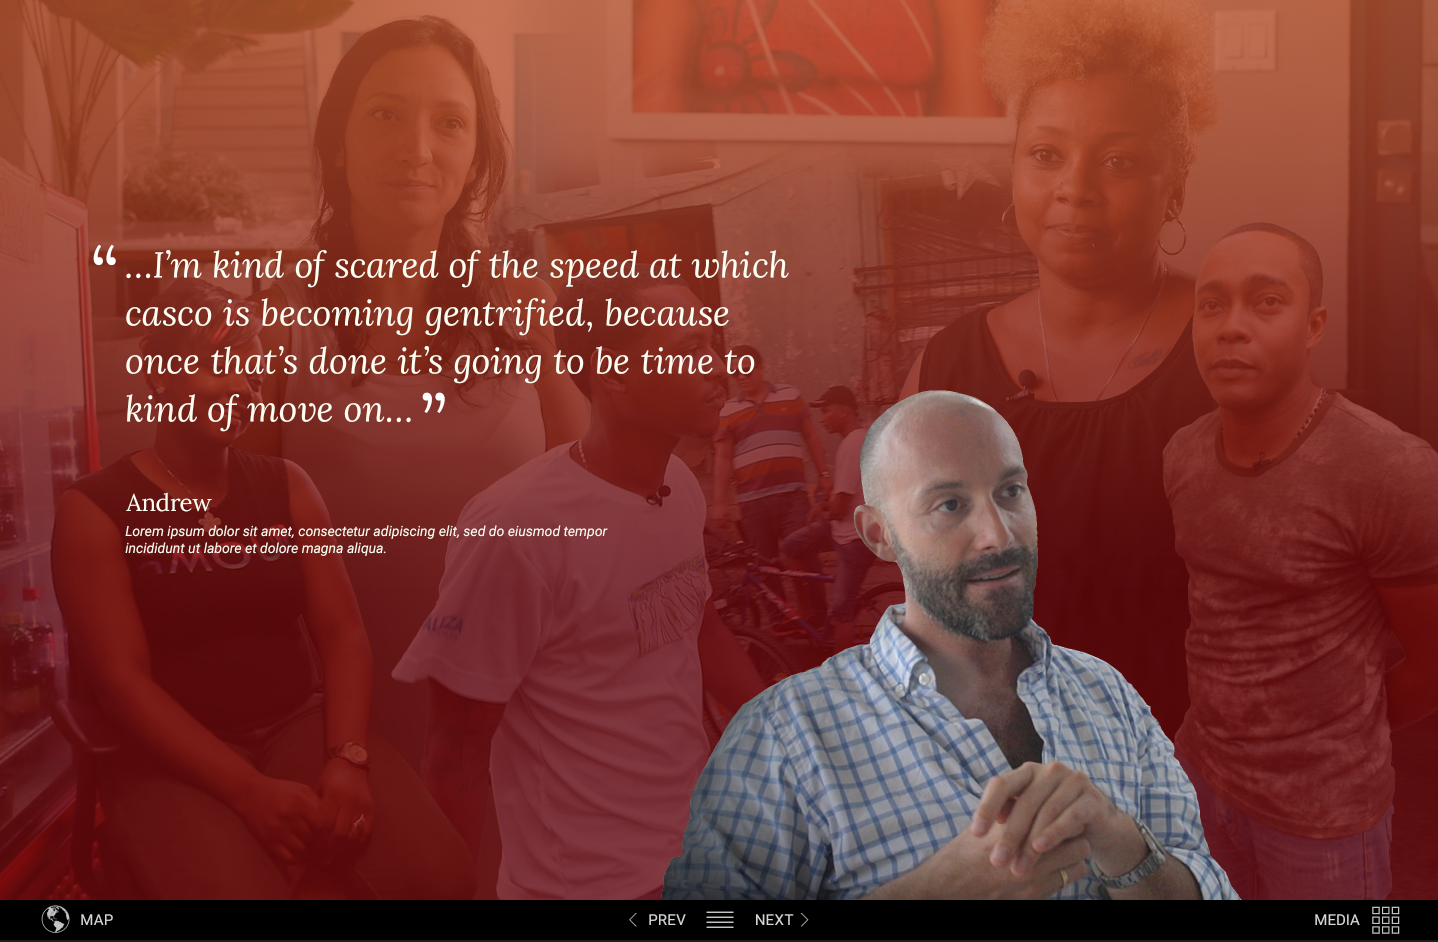 “ ...I’m kind of scared of the speed at which
casco is becoming gentrified, because
once that’s done it’s going to be time to
kind of move on... ”
Andrew
Lorem ipsum dolor sit amet, consectetur adipiscing elit, sed do eiusmod tempor
incididunt ut labore et dolore magna aliqua.
MAP
PREV
NEXT
MEDIA